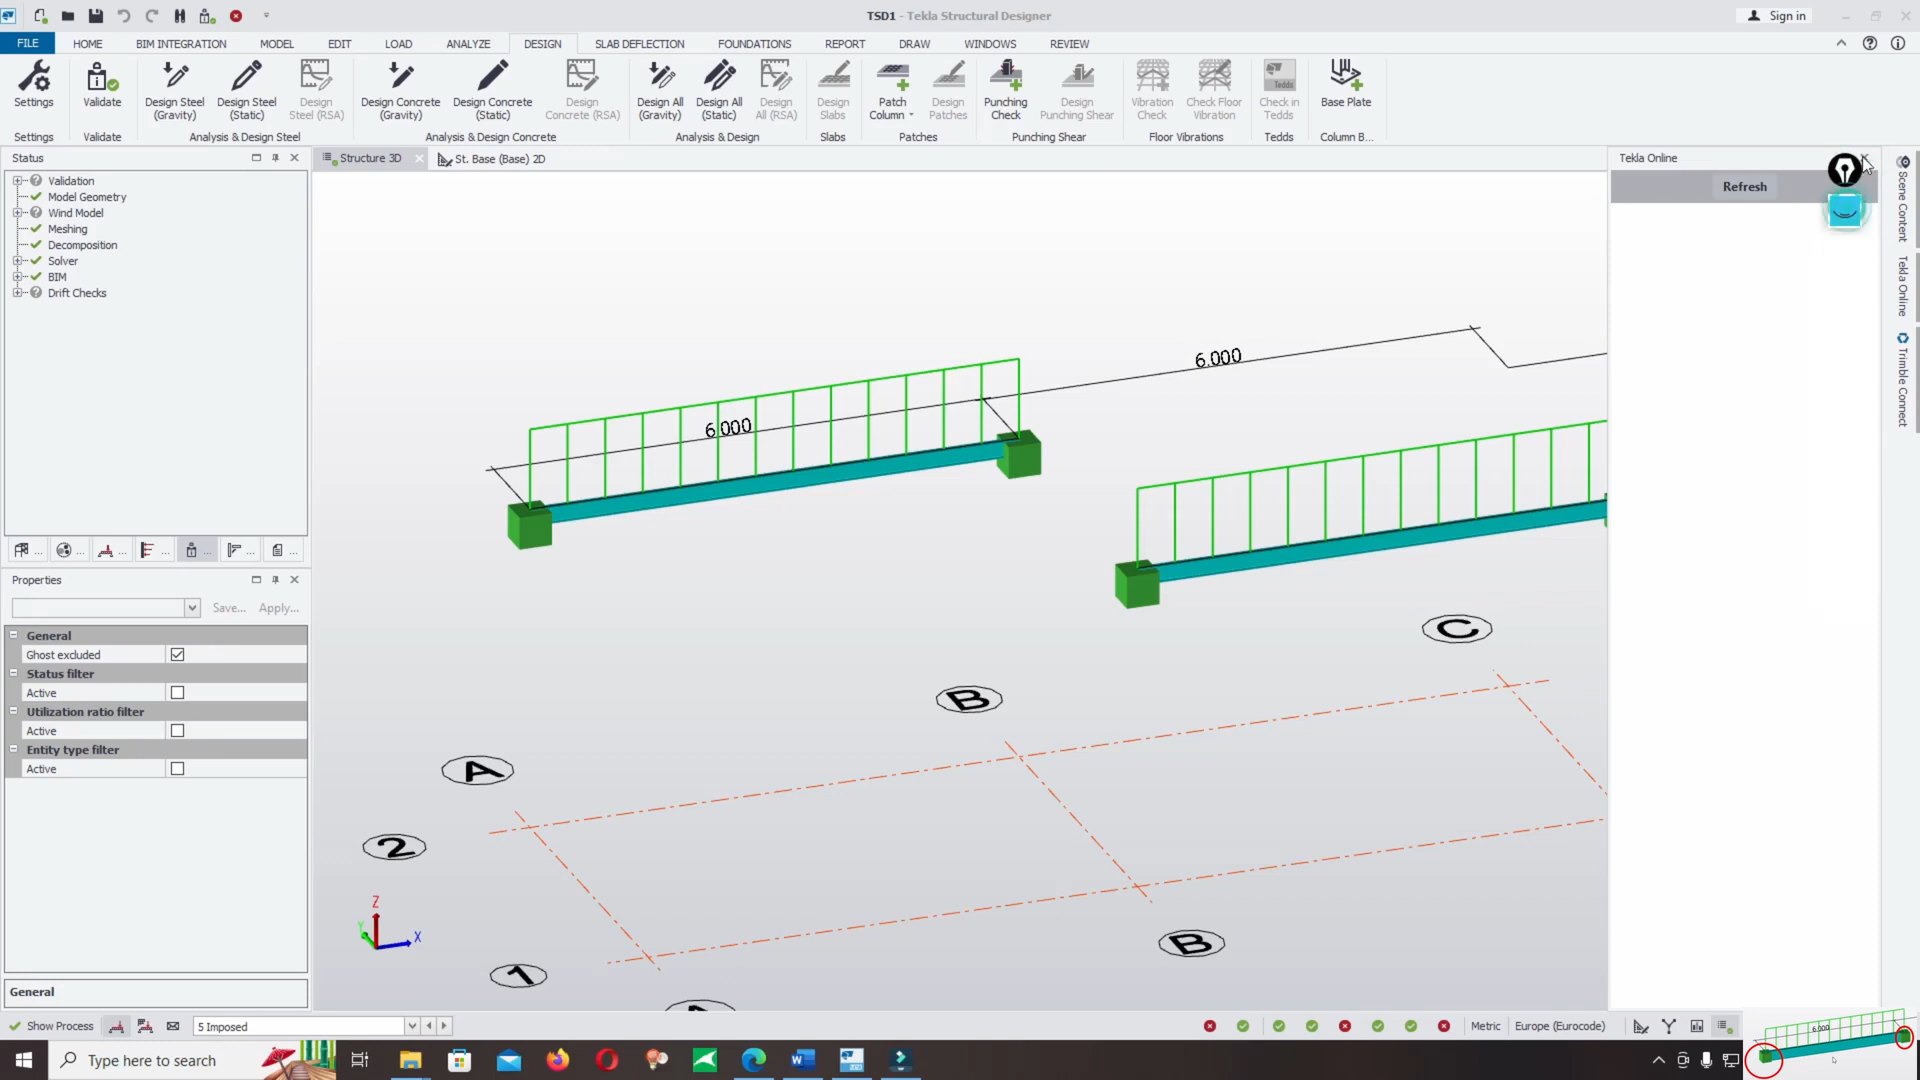 TSD1 - Tekla Structural Designer
Sign in
FILE
HOME
BIM INTEGRATION
MODEL
EDIT
LOAD
ANALYZE
DESIGN
SLAB DEFLECTION
FOUNDATIONS
REPORT
DRAW
WINDOWS
REVIEW
Settings
Validate
Design Steel
(Gravity)
Design Steel
(Static)
Design
Steel (RSA)
Design Concrete
(Gravity)
Design Concrete
(Static)
Design
Concrete (RSA)
Design All
(Gravity)
Design All
(Static)
Design
All (RSA)
Design
Slabs
Patch
Column
Design
Patches
Punching
Check
Design
Punching Shear
Vibration
Check
Check Floor
Vibration
Tedds
Check in
Tedds
Base Plate
Settings
Validate
Analysis & Design Steel
Analysis & Design Concrete
Analysis & Design
Slabs
Patches
Punching Shear
Floor Vibrations
Tedds
Column B...
Status
Structure 3D
St. Base (Base) 2D
Tekla Online
Refresh
Validation
Model Geometry
Wind Model
Meshing
Decomposition
Solver
BIM
Drift Checks
Scene Content
Tekla Online
Trimble Connect
6.000
6.000
Properties
Save...
Apply...
General
Ghost excluded
Status filter
Active
Utilization ratio filter
Active
Entity type filter
Active
General
C
B
A
2
B
1
Z
Y
X
Show Process
5 Imposed
Metric
Europe (Eurocode)
6.000
Type here to search